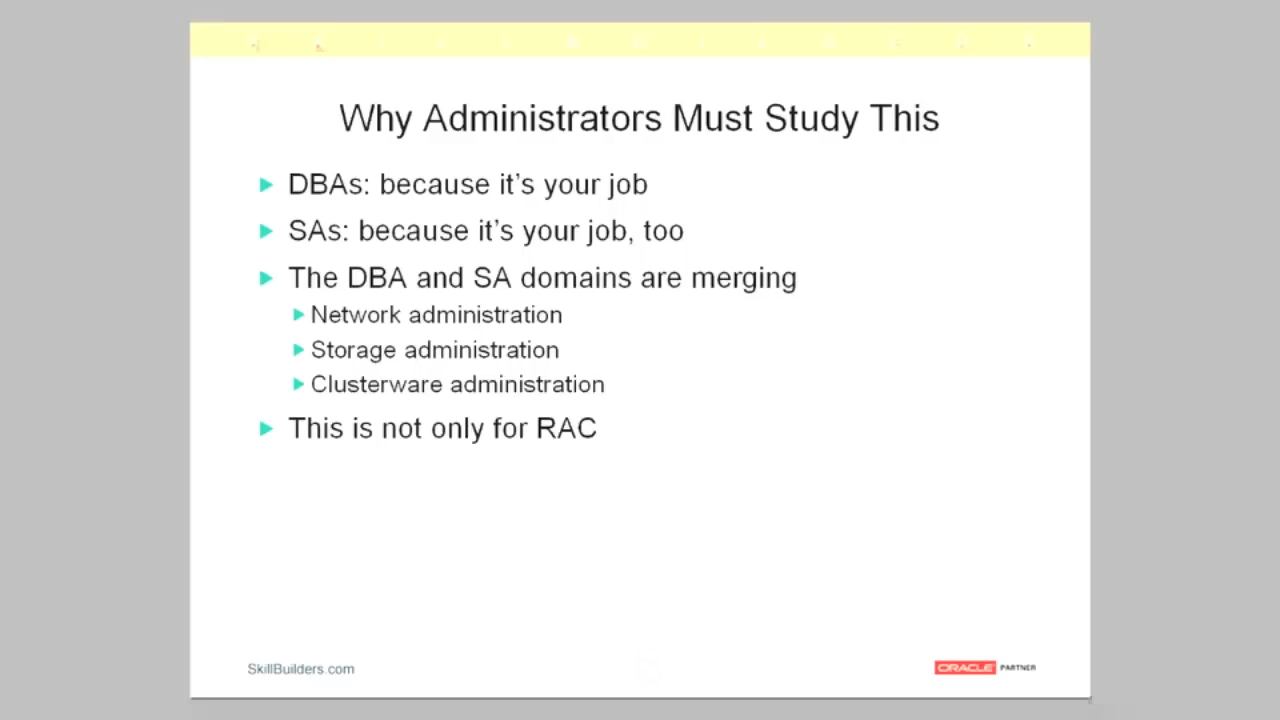 Why Administrators Must Study This
DBAs: because it's your job
SAs: because it's your job, too
The DBA and SA domains are merging
Network administration
Storage administration
Clusterware administration
This is not only for RAC
SkillBuilders.com
ORACLE PARTNER